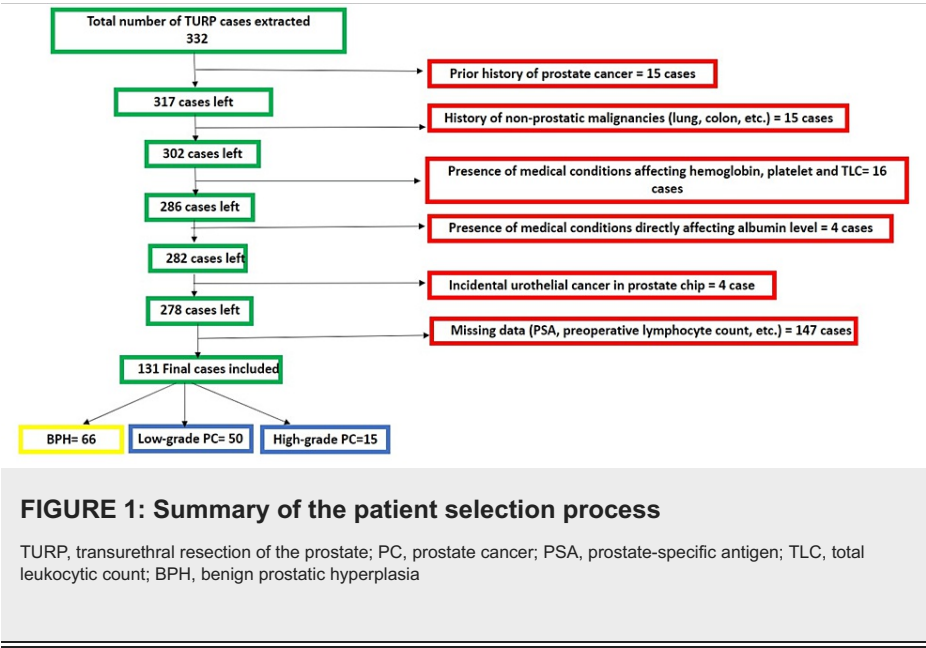 Total number of TURP cases extracted
332
Prior history of prostate cancer = 15 cases
317 cases left
History of non-prostatic malignancies (lung, colon, etc.) = 15 cases
302 cases left
Presence of medical conditions affecting hemoglobin, platelet and TLC= 16
cases
286 cases left
Presence of medical conditions directly affecting albumin level = 4 cases
282 cases left
Incidental urothelial cancer in prostate chip = 4 case
278 cases left
Missing data (PSA, preoperative lymphocyte count, etc.) = 147 cases
131 Final cases included
BPH= 66
Low-grade PC= 50
High-grade PC=15
FIGURE 1: Summary of the patient selection process
TURP, transurethral resection of the prostate; PC, prostate cancer; PSA, prostate-specific antigen; TLC, total
leukocytic count; BPH, benign prostatic hyperplasia